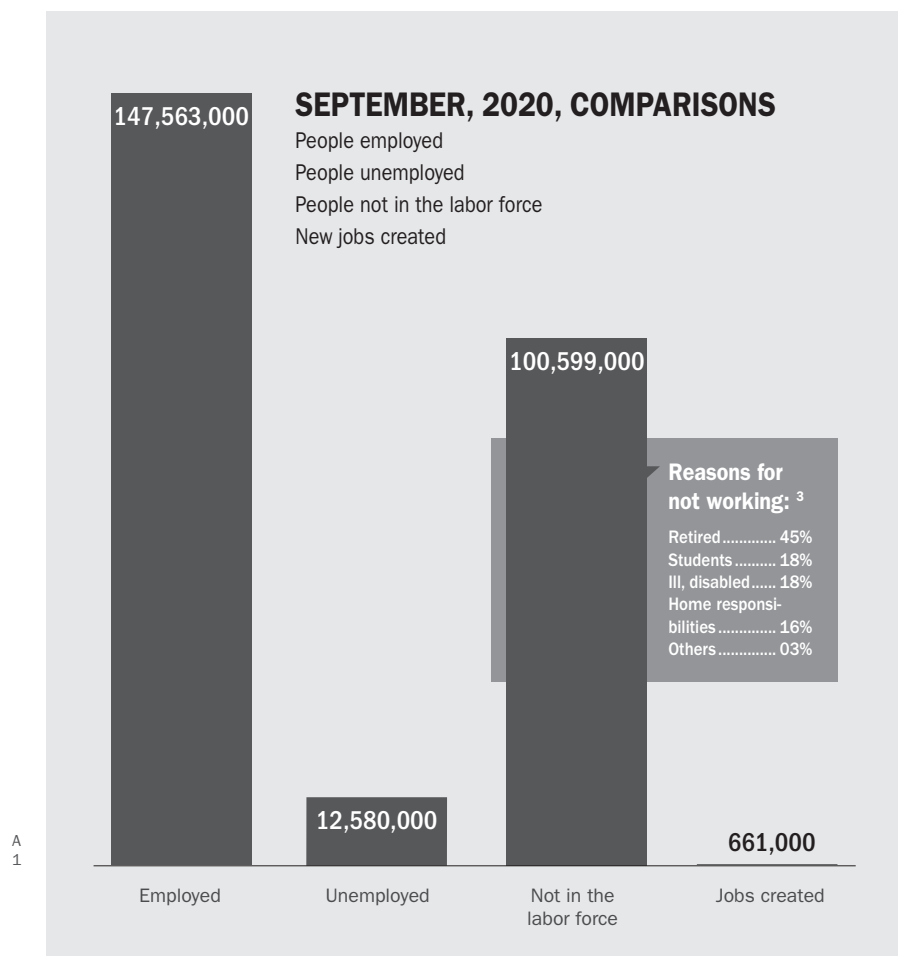 SEPTEMBER, 2020, COMPARISONS
People employed
People unemployed
People not in the labor force
New jobs created
147,563,000
100,599,000
Reasons for
not working: ³
Retired............. 45%
Students.......... 18%
Ill, disabled...... 18%
Home responsi-
bilities.............. 16%
Others.............. 03%
12,580,000
661,000
A
1
Employed
Unemployed
Not in the
labor force
Jobs created